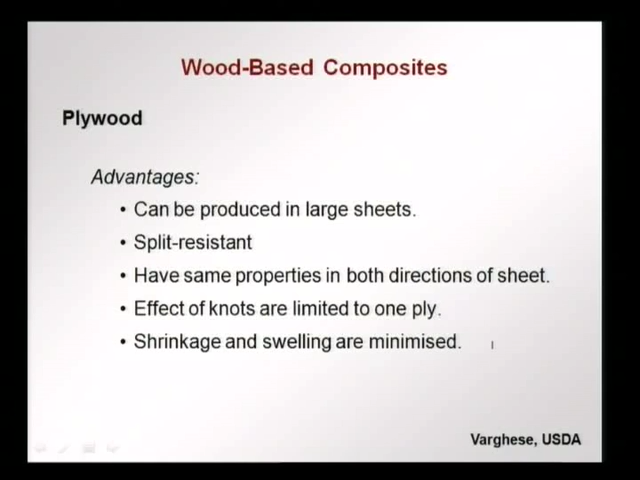 Wood-Based Composites
Plywood
Advantages:
• Can be produced in large sheets.
• Split-resistant
• Have same properties in both directions of sheet.
• Effect of knots are limited to one ply.
• Shrinkage and swelling are minimised.
Varghese, USDA